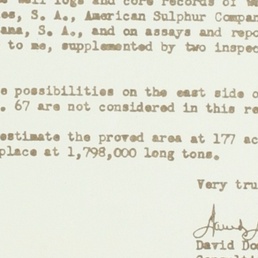 well logs and core records of
es, S. A., American Sulphur Compan
ana, S. A., and on assays and repo
to me, supplemented by two inspec
e possibilities on the east side o
. 67 are not considered in this re
estimate the proved area at 177 ac
place at 1,798,000 long tons.
Very tru
David Do